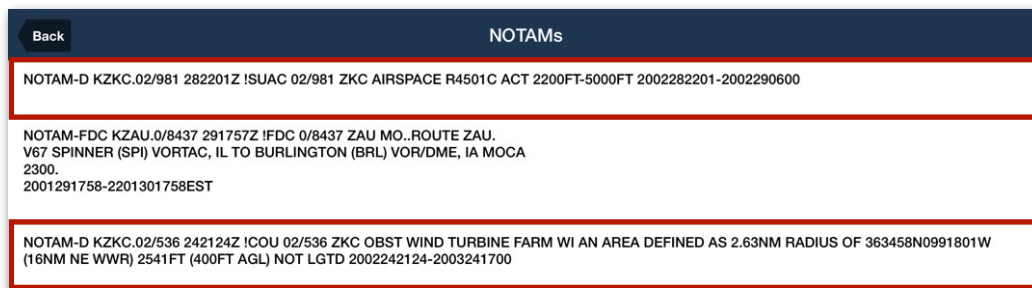 Back
NOTAMs
NOTAM-D KZKC.02/981 282201Z !SUAC 02/981 ZKC AIRSPACE R4501C ACT 2200FT-5000FT 2002282201-2002290600
NOTAM-FDC KZAU.0/8437 291757Z !FDC 0/8437 ZAU MO..ROUTE ZAU.
V67 SPINNER (SPI) VORTAC, IL TO BURLINGTON (BRL) VOR/DME, IA MOCA
2300.
2001291758-2201301758EST
NOTAM-D KZKC.02/536 242124Z !COU 02/536 ZKC OBST WIND TURBINE FARM WI AN AREA DEFINED AS 2.63NM RADIUS OF 363458N0991801W
(16NM NE WWR) 2541FT (400FT AGL) NOT LGTD 2002242124-2003241700